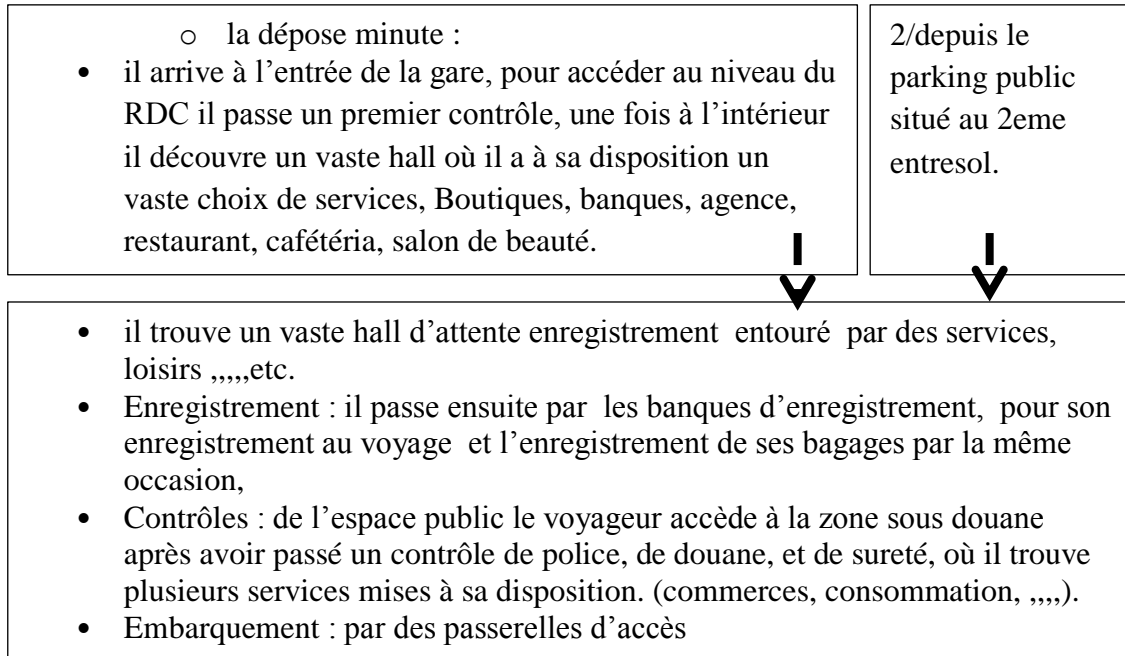 o la dépose minute :
• il arrive à l’entrée de la gare, pour accéder au niveau du
RDC il passe un premier contrôle, une fois à l’intérieur
il découvre un vaste hall où il a à sa disposition un
vaste choix de services, Boutiques, banques, agence,
restaurant, cafétéria, salon de beauté.
2/depuis le
parking public
situé au 2eme
entresol.
• il trouve un vaste hall d’attente enregistrement entouré par des services,
loisirs ,,,,,etc.
• Enregistrement : il passe ensuite par les banques d’enregistrement, pour son
enregistrement au voyage et l’enregistrement de ses bagages par la même
occasion,
• Contrôles : de l’espace public le voyageur accède à la zone sous douane
après avoir passé un contrôle de police, de douane, et de sureté, où il trouve
plusieurs services mises à sa disposition. (commerces, consommation, ,,,,).
• Embarquement : par des passerelles d’accès